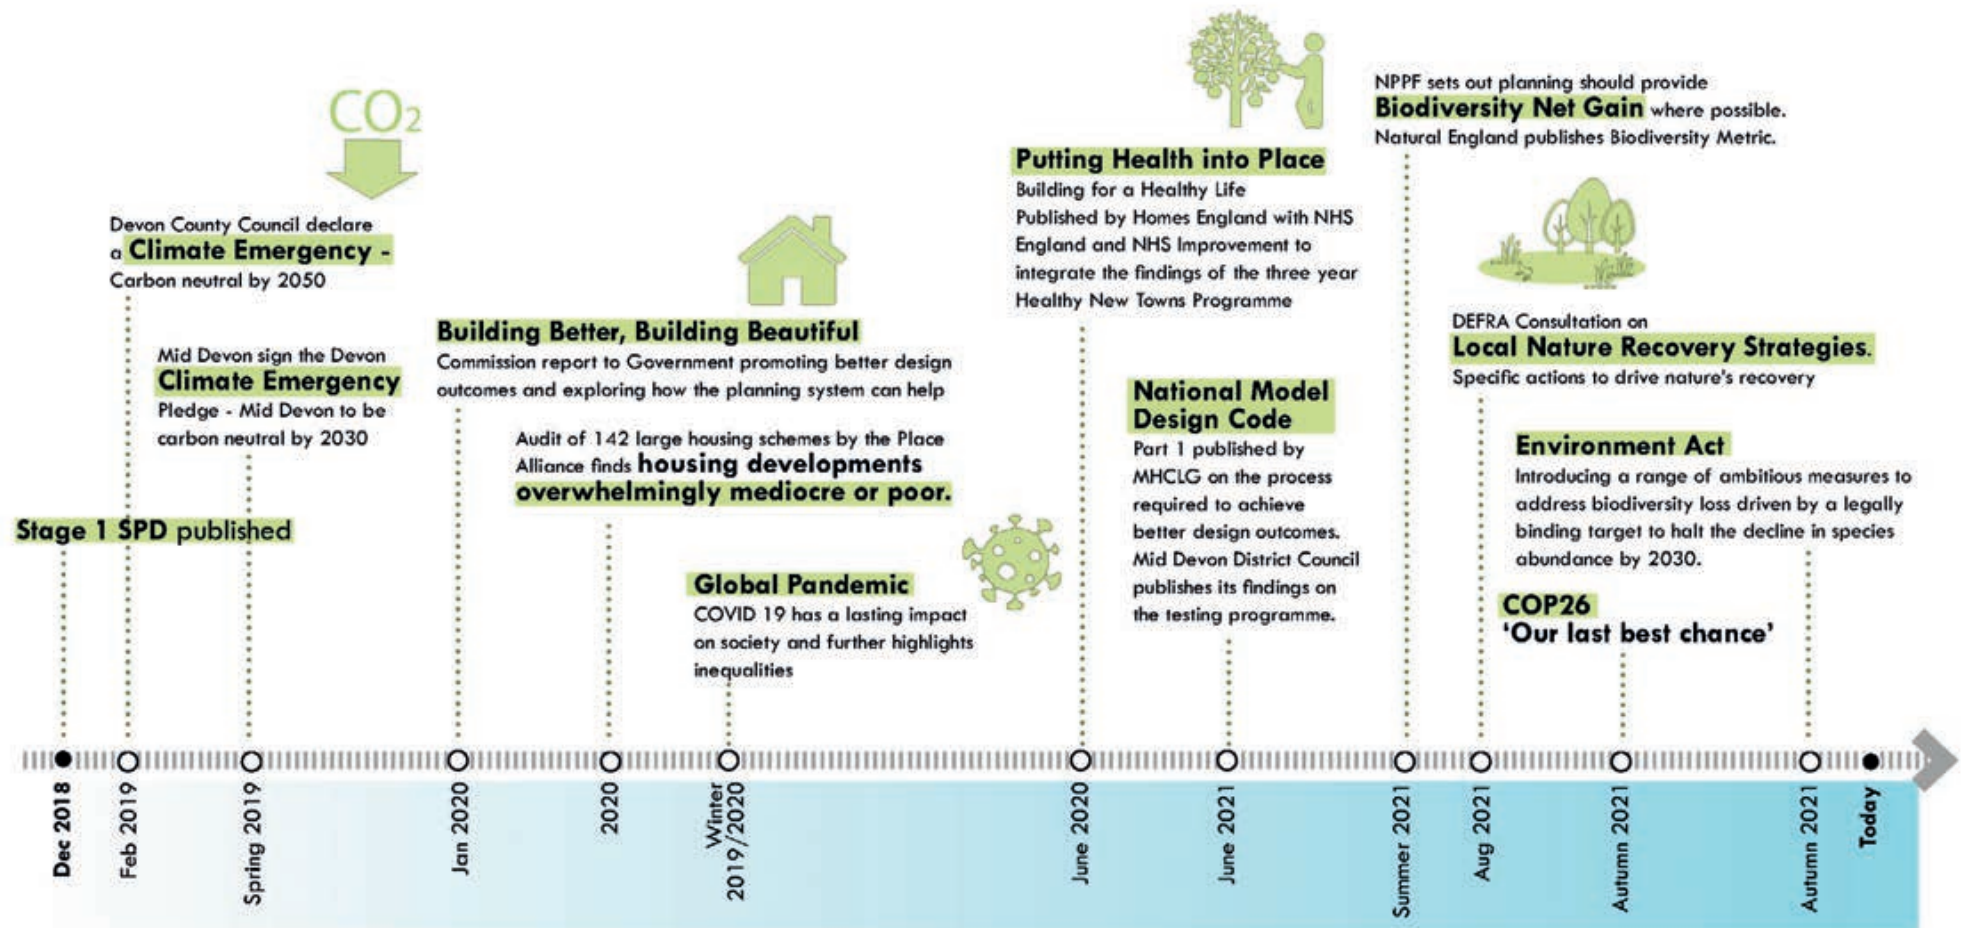 CO2
Devon County Council declare
a Climate Emergency -
Carbon neutral by 2050
Mid Devon sign the Devon
Climate Emergency
Pledge - Mid Devon to be
carbon neutral by 2030
Stage 1 SPD published
Building Better, Building Beautiful
Commission report to Government promoting better design
outcomes and exploring how the planning system can help
Audit of 142 large housing schemes by the Place
Alliance finds housing developments
overwhelmingly mediocre or poor.
Global Pandemic
COVID 19 has a lasting impact
on society and further highlights
inequalities
Putting Health into Place
Building for a Healthy Life
Published by Homes England with NHS
England and NHS Improvement to
integrate the findings of the three year
Healthy New Towns Programme
National Model
Design Code
Part 1 published by
MHCLG on the process
required to achieve
better design outcomes.
Mid Devon District Council
publishes its findings on
the testing programme.
NPPF sets out planning should provide
Biodiversity Net Gain where possible.
Natural England publishes Biodiversity Metric.
DEFRA Consultation on
Local Nature Recovery Strategies.
Specific actions to drive nature's recovery
Environment Act
Introducing a range of ambitious measures to
address biodiversity loss driven by a legally
binding target to halt the decline in species
abundance by 2030.
COP26
‘Our last best chance’
Dec 2018
Feb 2019
Spring 2019
Jan 2020
2020
Winter
2019/2020
June 2020
June 2021
Summer 2021
Aug 2021
Autumn 2021
Autumn 2021
Today